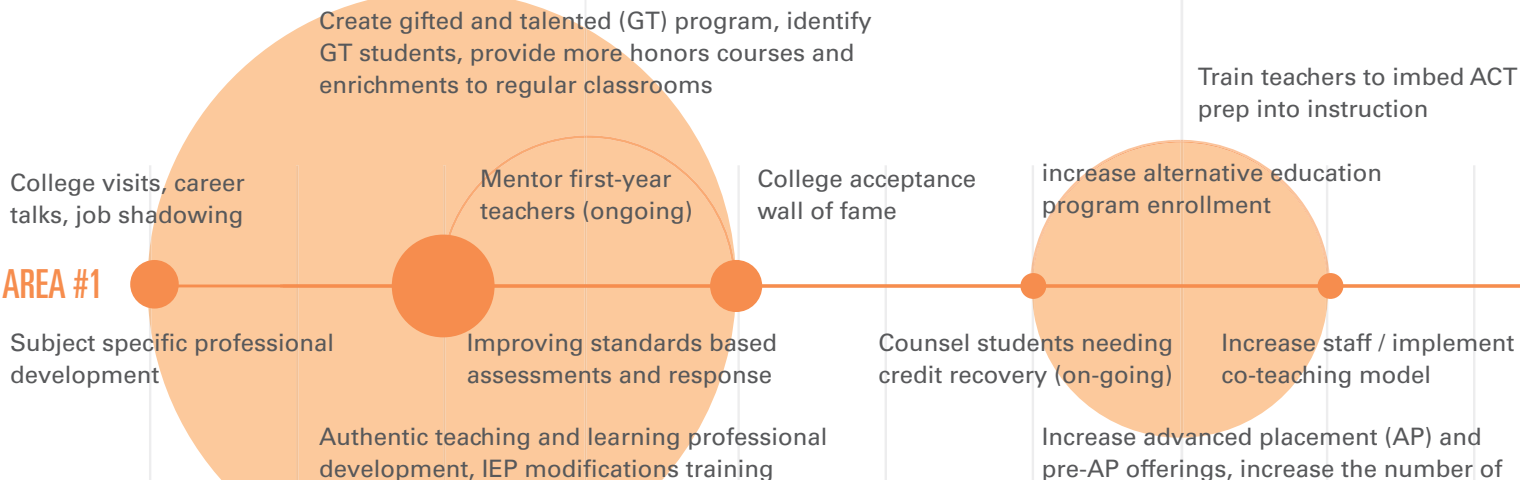 Create gifted and talented (GT) program, identify
GT students, provide more honors courses and
enrichments to regular classrooms
Train teachers to imbed ACT
prep into instruction
College visits, career
talks, job shadowing
Mentor first-year
teachers (ongoing)
College acceptance
wall of fame
increase alternative education
program enrollment
AREA #1
Subject specific professional
development
Improving standards based
assessments and response
Counsel students needing
credit recovery (on-going)
Increase staff / implement
co-teaching model
Authentic teaching and learning professional
development, IEP modifications training
Increase advanced placement (AP) and
pre-AP offerings, increase the number of